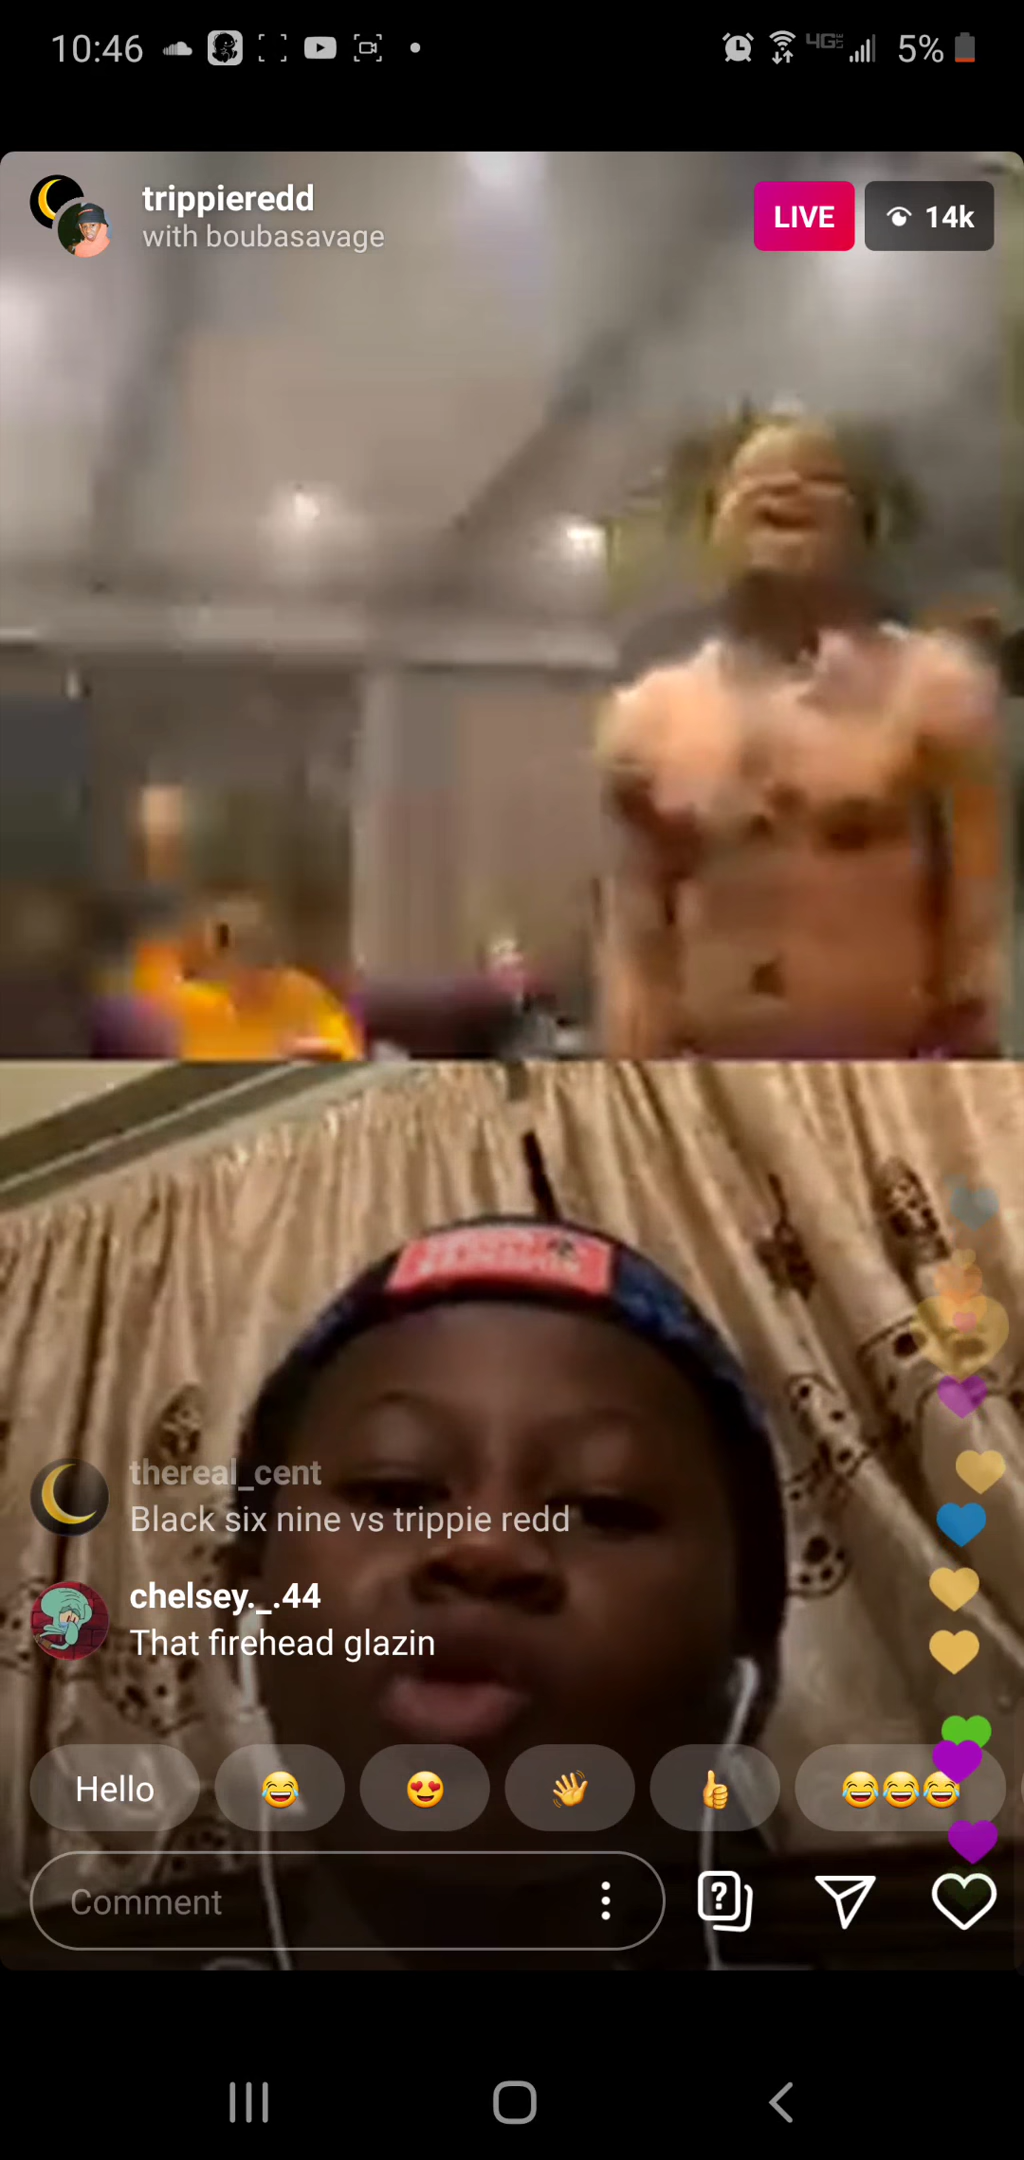 10:46
4G
5%
trippieredd
with boubasavage
LIVE
14k
thereal_cent
Black six nine vs trippie redd
chelsey._.44
That firehead glazin
Hello
Comment